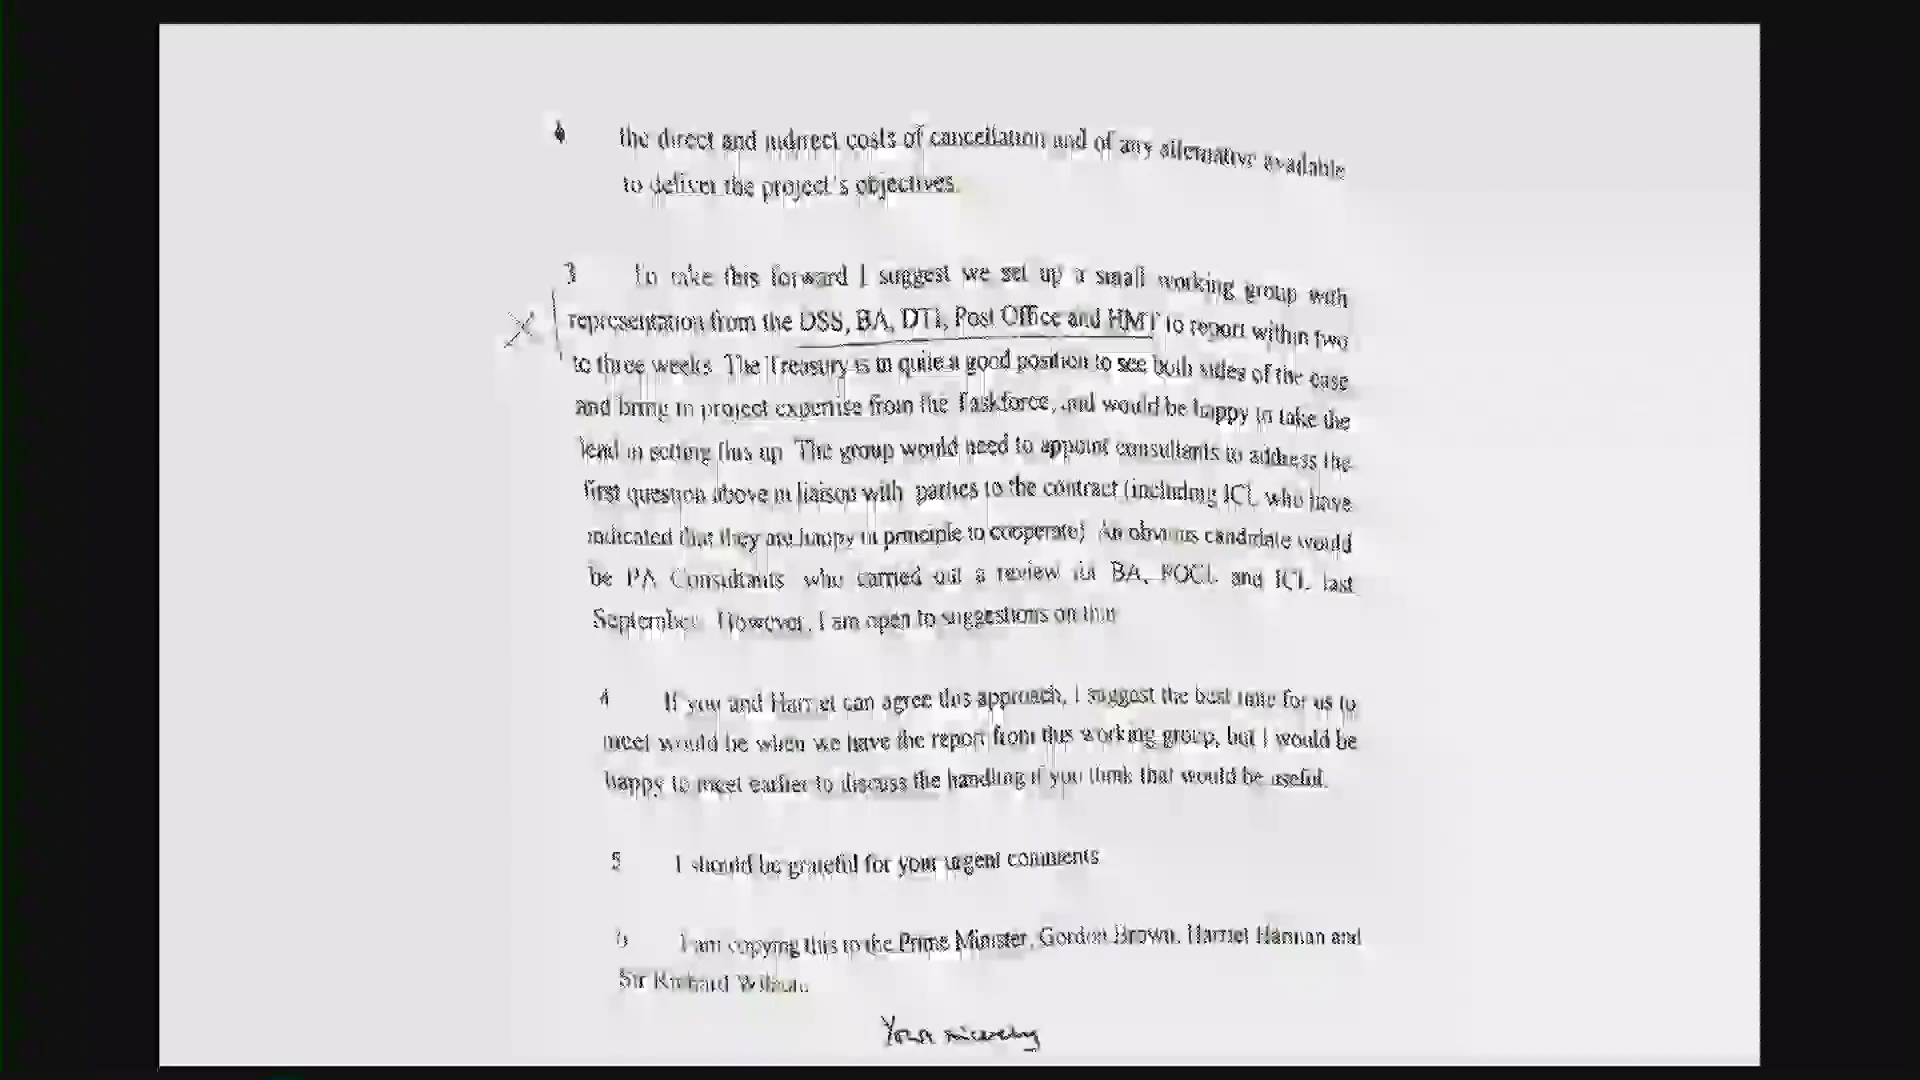 the direct and indirect costs of cancellation and of any alternative available
to deliver the project's objectives.
3 To take this forward I suggest we set up a small working group with
representation from the DSS, BA, DTI, Post Office and HMT to report within two
to three weeks. The Treasury is in quite a good position to see both sides of the case
and bring in project expertise from the Taskforce, and would be happy to take the
lead in setting this up. The group would need to appoint consultants to address the
first question above in liaison with parties to the contract (including ICL who have
indicated that they are happy in principle to cooperate). An obvious candidate would
be PA Consultants who carried out a review for BA, POCL and ICL last
September. However, I am open to suggestions on this
4 If you and Harriet can agree this approach, I suggest the best time for us to
meet would be when we have the report from this working group, but I would be
happy to meet earlier to discuss the handling if you think that would be useful.
5 I should be grateful for your urgent comments
6 I am copying this to the Prime Minister, Gordon Brown, Harriet Harman and
Sir Richard Wilson.
Yours sincerely